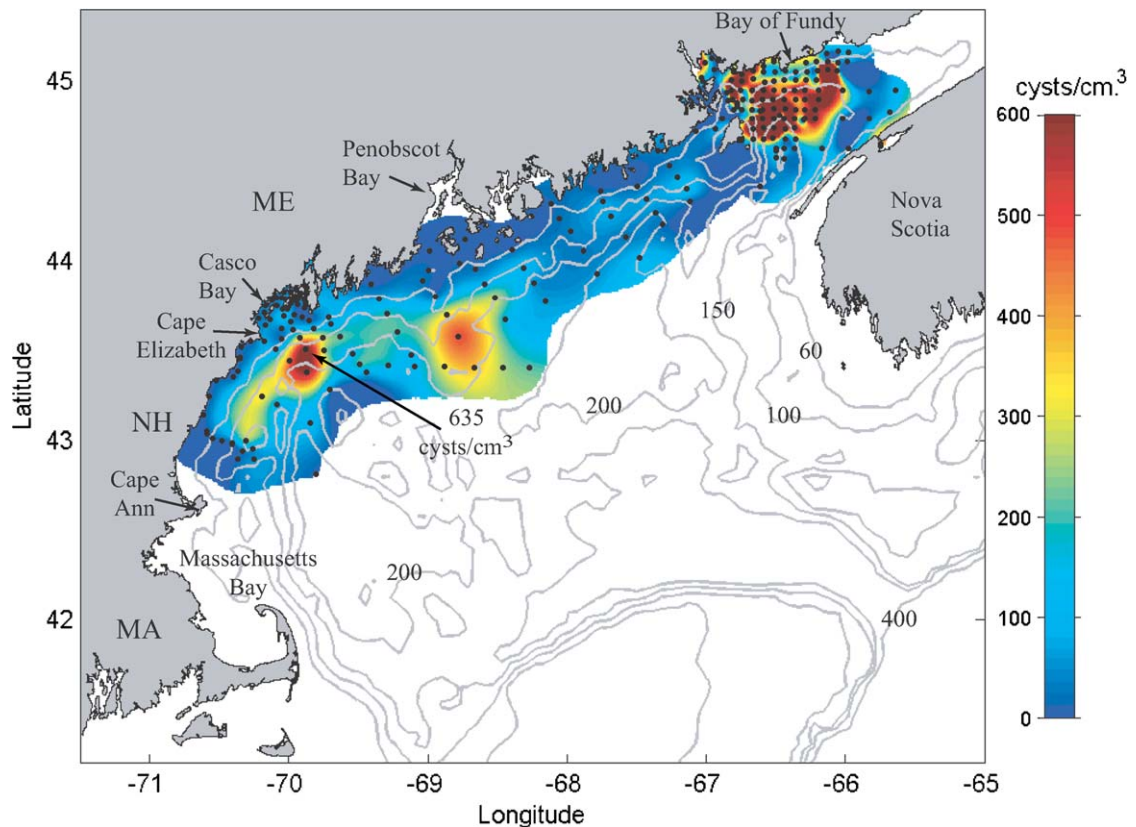 Bay of Fundy
45
cysts/cm.3
600
Penobscot
Bay
ME
Nova
Scotia
500
44
Casco
Bay
400
Cape
Elizabeth
150
60
300
Latitude
NH
43
635
cysts/cm3
200
100
Cape
Ann
200
Massachusetts
Bay
200
42
MA
400
100
0
-71
-70
-69
-68
-67
-66
-65
Longitude